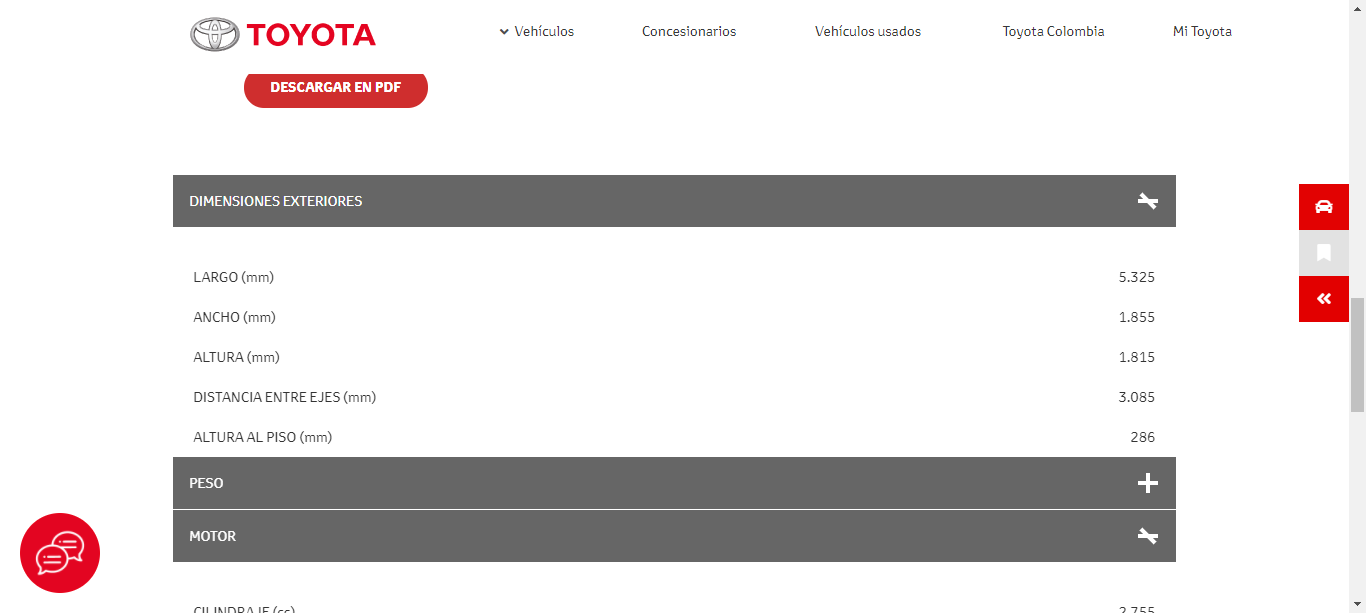 TOYOTA
Vehículos
Concesionarios
Vehículos usados
Toyota Colombia
Mi Toyota
DESCARGAR EN PDF
DIMENSIONES EXTERIORES
LARGO (mm) 5.325
ANCHO (mm) 1.855
ALTURA (mm) 1.815
DISTANCIA ENTRE EJES (mm) 3.085
ALTURA AL PISO (mm) 286
PESO
MOTOR
CILINDRAJE (cc) 2.755